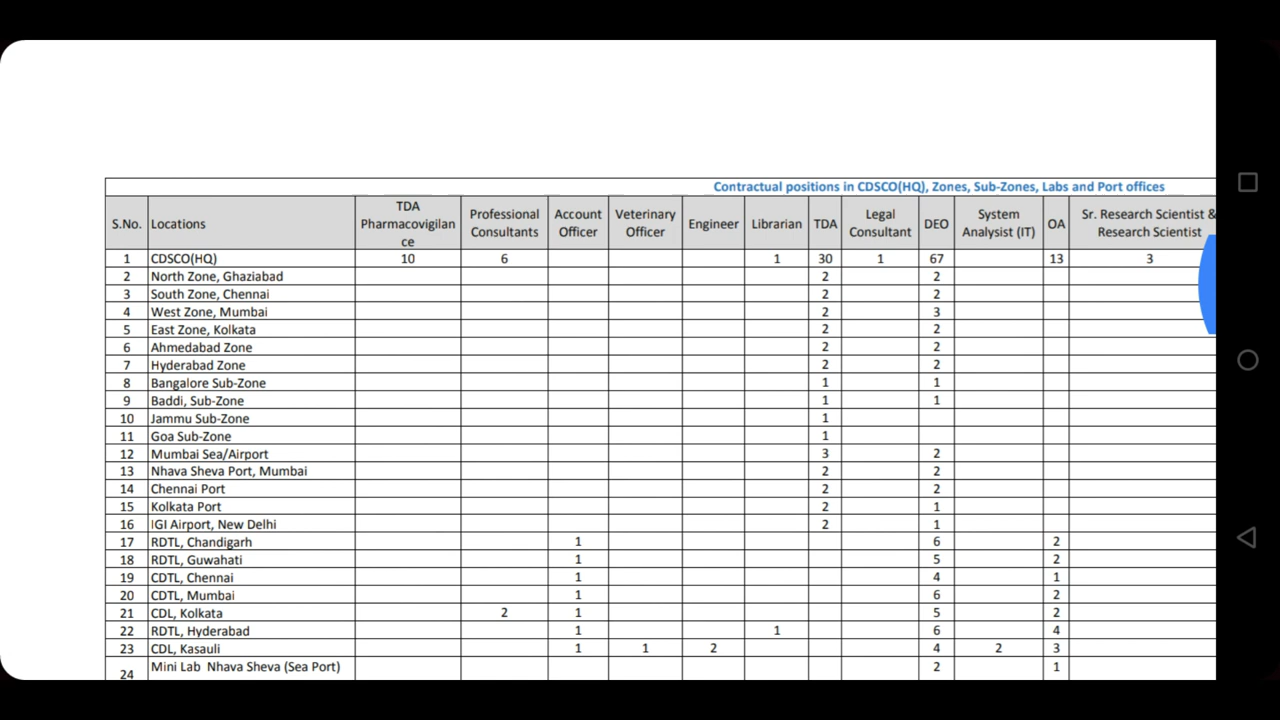 Contractual positions in CDSCO(HQ), Zones, Sub-Zones, Labs and Port offices
S.No. Locations TDA Pharmacovigilan ce Professional Consultants Account Officer Veterinary Officer Engineer Librarian TDA Legal Consultant DEO System Analysist (IT) OA Sr. Research Scientist & Research Scientist
1 CDSCO(HQ) 10 6 1 30 1 67 13 3
2 North Zone, Ghaziabad 2 2
3 South Zone, Chennai 2 2
4 West Zone, Mumbai 2 3
5 East Zone, Kolkata 2 2
6 Ahmedabad Zone 2 2
7 Hyderabad Zone 2 2
8 Bangalore Sub-Zone 1 1
9 Baddi, Sub-Zone 1 1
10 Jammu Sub-Zone 1
11 Goa Sub-Zone 1
12 Mumbai Sea/Airport 3 2
13 Nhava Sheva Port, Mumbai 2 2
14 Chennai Port 2 2
15 Kolkata Port 2 1
16 IGI Airport, New Delhi 2 1
17 RDTL, Chandigarh 1 6 2
18 RDTL, Guwahati 1 5 2
19 CDTL, Chennai 1 4 1
20 CDTL, Mumbai 1 6 2
21 CDL, Kolkata 2 1 5 2
22 RDTL, Hyderabad 1 1 6 4
23 CDL, Kasauli 1 1 2 4 2 3
24 Mini Lab Nhava Sheva (Sea Port) 2 1